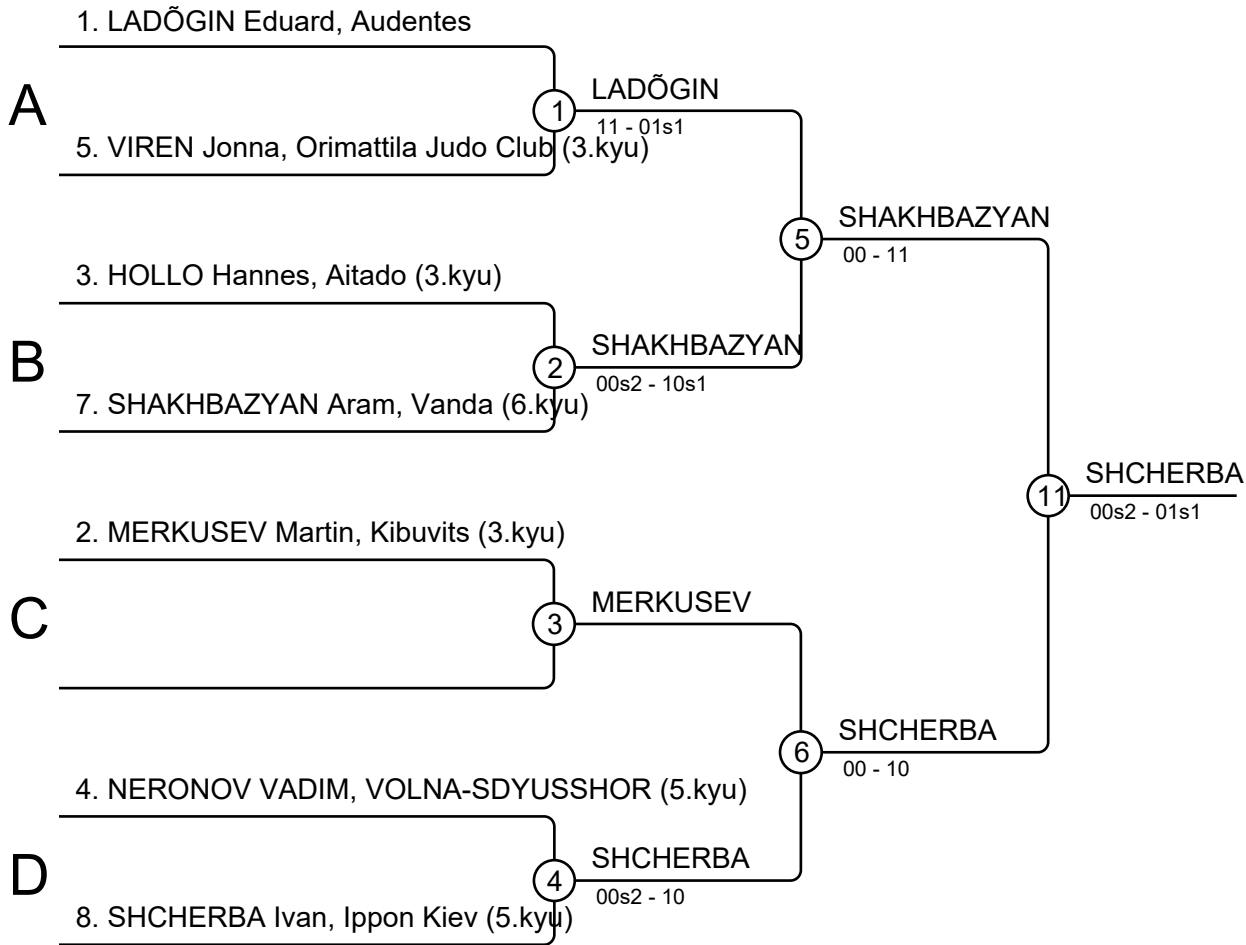 1. LADÕGIN Eduard, Audentes
A
1
LADÕGIN
11 - 01s1
5. VIREN Jonna, Orimattila Judo Club (3.kyu)
5
SHAKHBAZYAN
00 - 11
3. HOLLO Hannes, Aitado (3.kyu)
B
2
SHAKHBAZYAN
00s2 - 10s1
7. SHAKHBAZYAN Aram, Vanda (6.kyu)
11
SHCHERBA
00s2 - 01s1
2. MERKUSEV Martin, Kibuvits (3.kyu)
C
3
MERKUSEV
6
SHCHERBA
00 - 10
4. NERONOV VADIM, VOLNA-SDYUSSHOR (5.kyu)
D
4
SHCHERBA
00s2 - 10
8. SHCHERBA Ivan, Ippon Kiev (5.kyu)